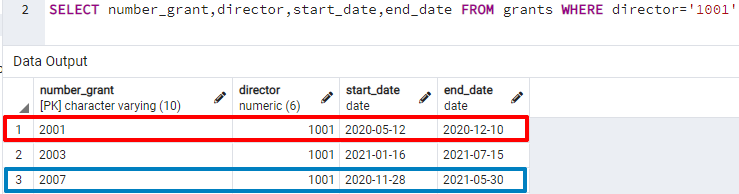 2 SELECT number_grant,director,start_date,end_date FROM grants WHERE director='1001'
Data Output
number_grant director start_date end_date
[PK] character varying (10) numeric (6) date date
1 2001 1001 2020-05-12 2020-12-10
2 2003 1001 2021-01-16 2021-07-15
3 2007 1001 2020-11-28 2021-05-30